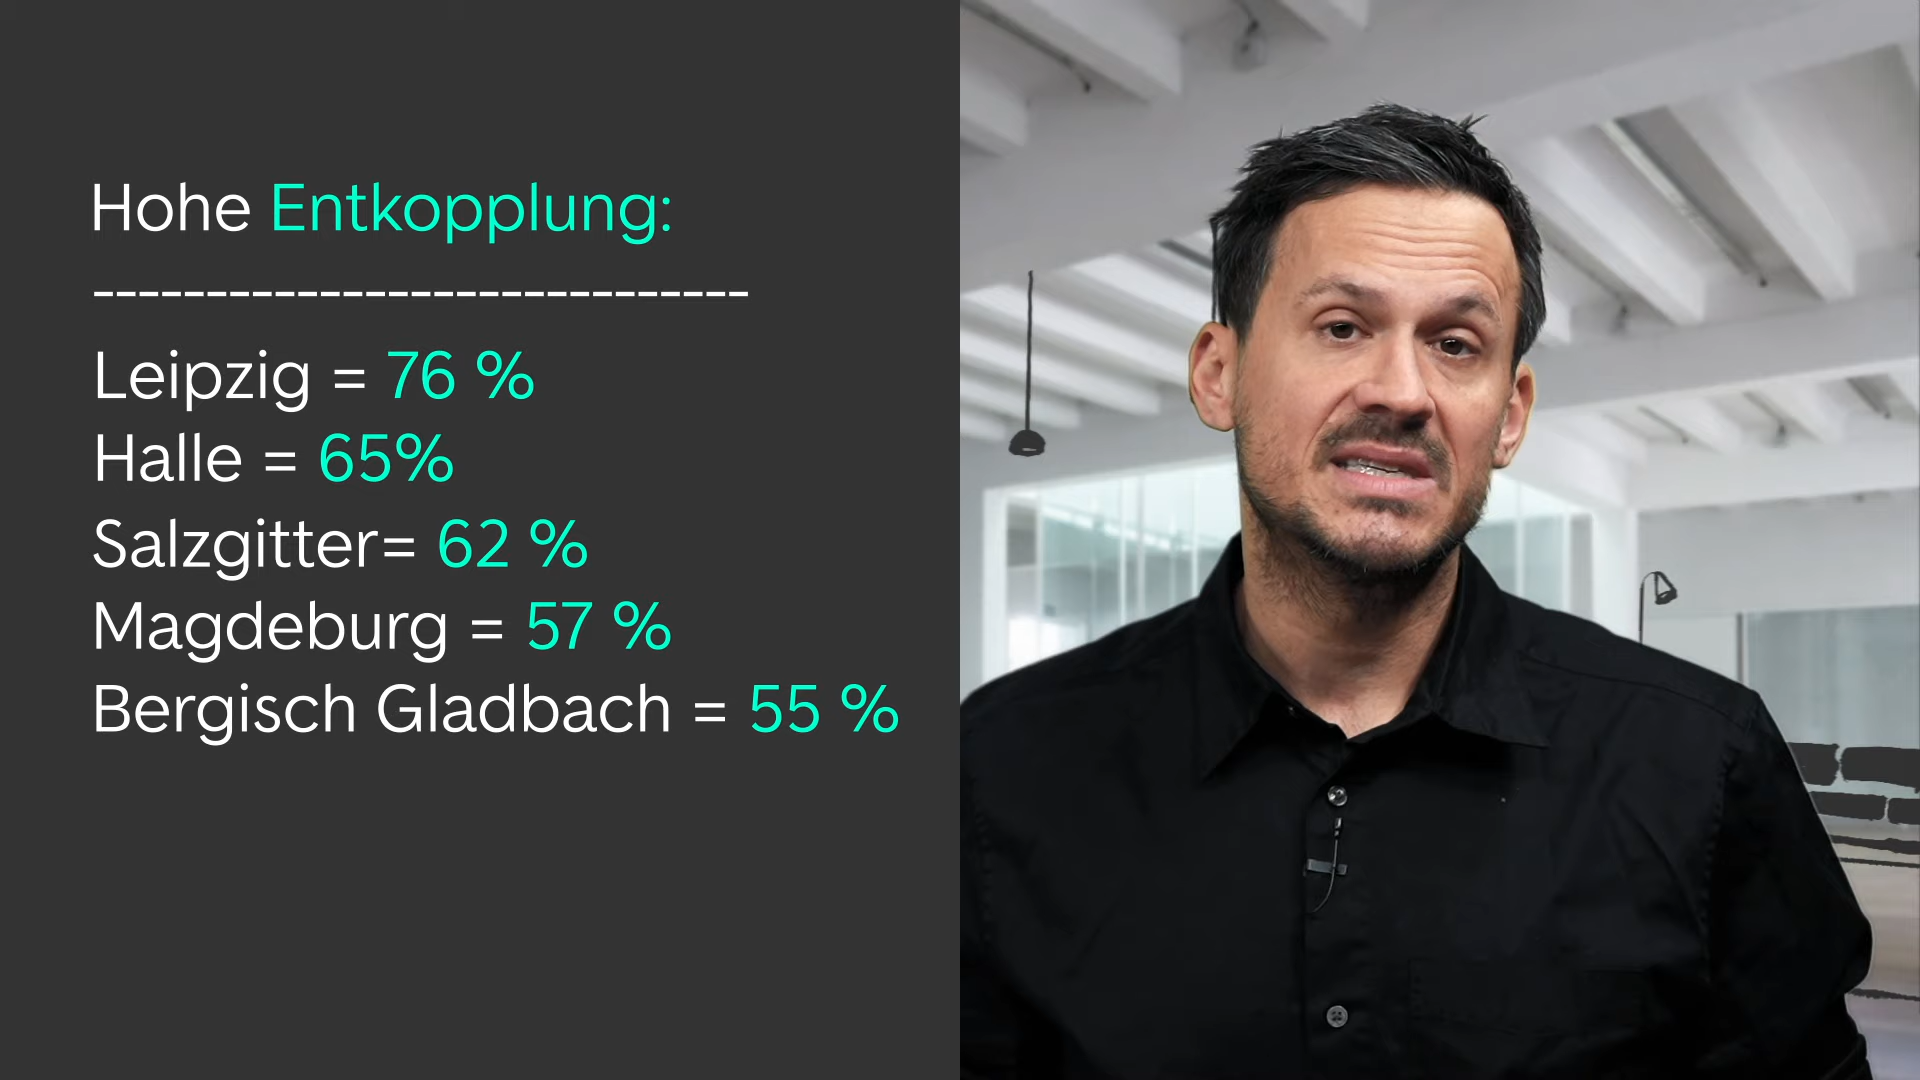 Hohe Entkopplung:
------------------------------
Leipzig = 76 %
Halle = 65%
Salzgitter= 62 %
Magdeburg = 57 %
Bergisch Gladbach = 55 %